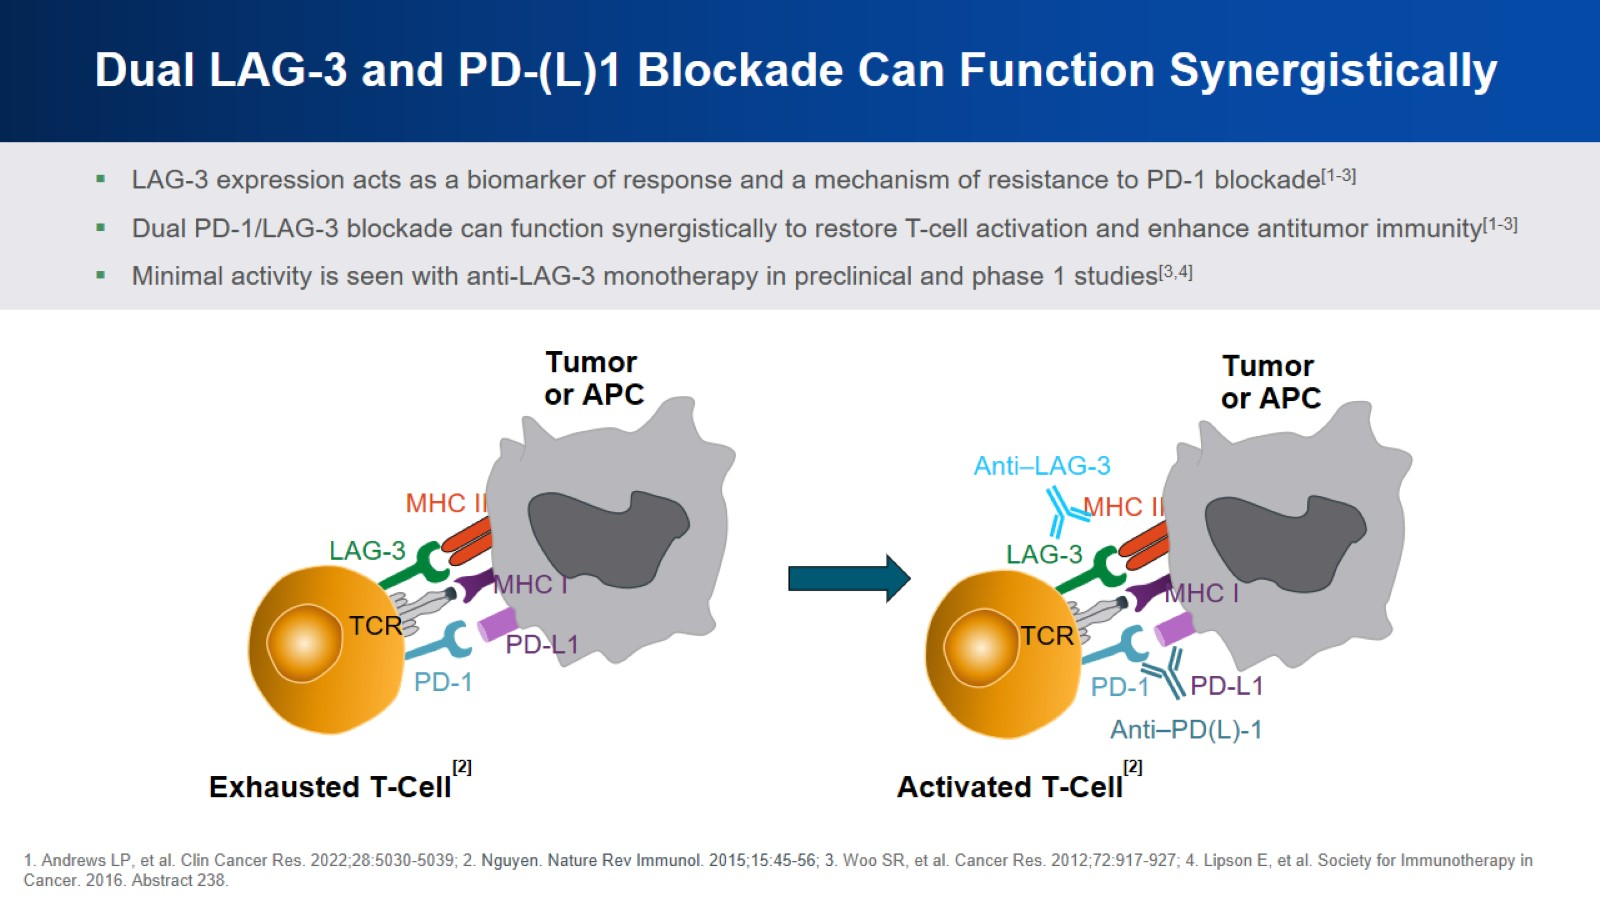 Dual LAG-3 and PD-(L)1 Blockade Can Function Synergistically
▪ LAG-3 expression acts as a biomarker of response and a mechanism of resistance to PD-1 blockade[1-3]
▪ Dual PD-1/LAG-3 blockade can function synergistically to restore T-cell activation and enhance antitumor immunity[1-3]
▪ Minimal activity is seen with anti-LAG-3 monotherapy in preclinical and phase 1 studies[3,4]
Tumor
or APC
MHC II
LAG-3
MHC I
TCR
PD-L1
PD-1
Exhausted T-Cell[2]
Tumor
or APC
Anti–LAG-3
MHC II
LAG-3
MHC I
TCR
PD-1
PD-L1
Anti–PD(L)-1
Activated T-Cell[2]
1. Andrews LP, et al. Clin Cancer Res. 2022;28:5030-5039; 2. Nguyen. Nature Rev Immunol. 2015;15:45-56; 3. Woo SR, et al. Cancer Res. 2012;72:917-927; 4. Lipson E, et al. Society for Immunotherapy in
Cancer. 2016. Abstract 238.